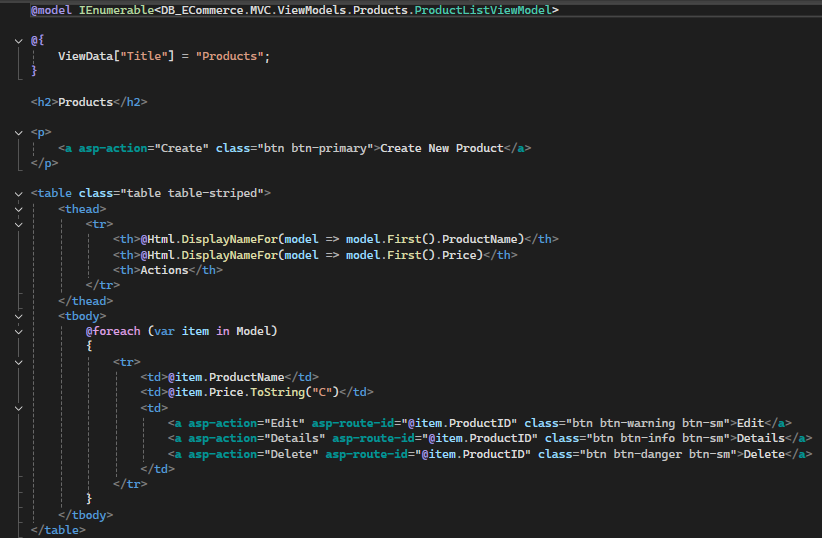 @model IEnumerable<DB_ECommerce.MVC.ViewModels.Products.ProductListViewModel>
@{
ViewData["Title"] = "Products";
}
<h2>Products</h2>
<p>
<a asp-action="Create" class="btn btn-primary">Create New Product</a>
</p>
<table class="table table-striped">
<thead>
<tr>
<th>@Html.DisplayNameFor(model => model.First().ProductName)</th>
<th>@Html.DisplayNameFor(model => model.First().Price)</th>
<th>Actions</th>
</tr>
</thead>
<tbody>
@foreach (var item in Model)
{
<tr>
<td>@item.ProductName</td>
<td>@item.Price.ToString("C")</td>
<td>
<a asp-action="Edit" asp-route-id="@item.ProductID" class="btn btn-warning btn-sm">Edit</a>
<a asp-action="Details" asp-route-id="@item.ProductID" class="btn btn-info btn-sm">Details</a>
<a asp-action="Delete" asp-route-id="@item.ProductID" class="btn btn-danger btn-sm">Delete</a>
</td>
</tr>
}
</tbody>
</table>